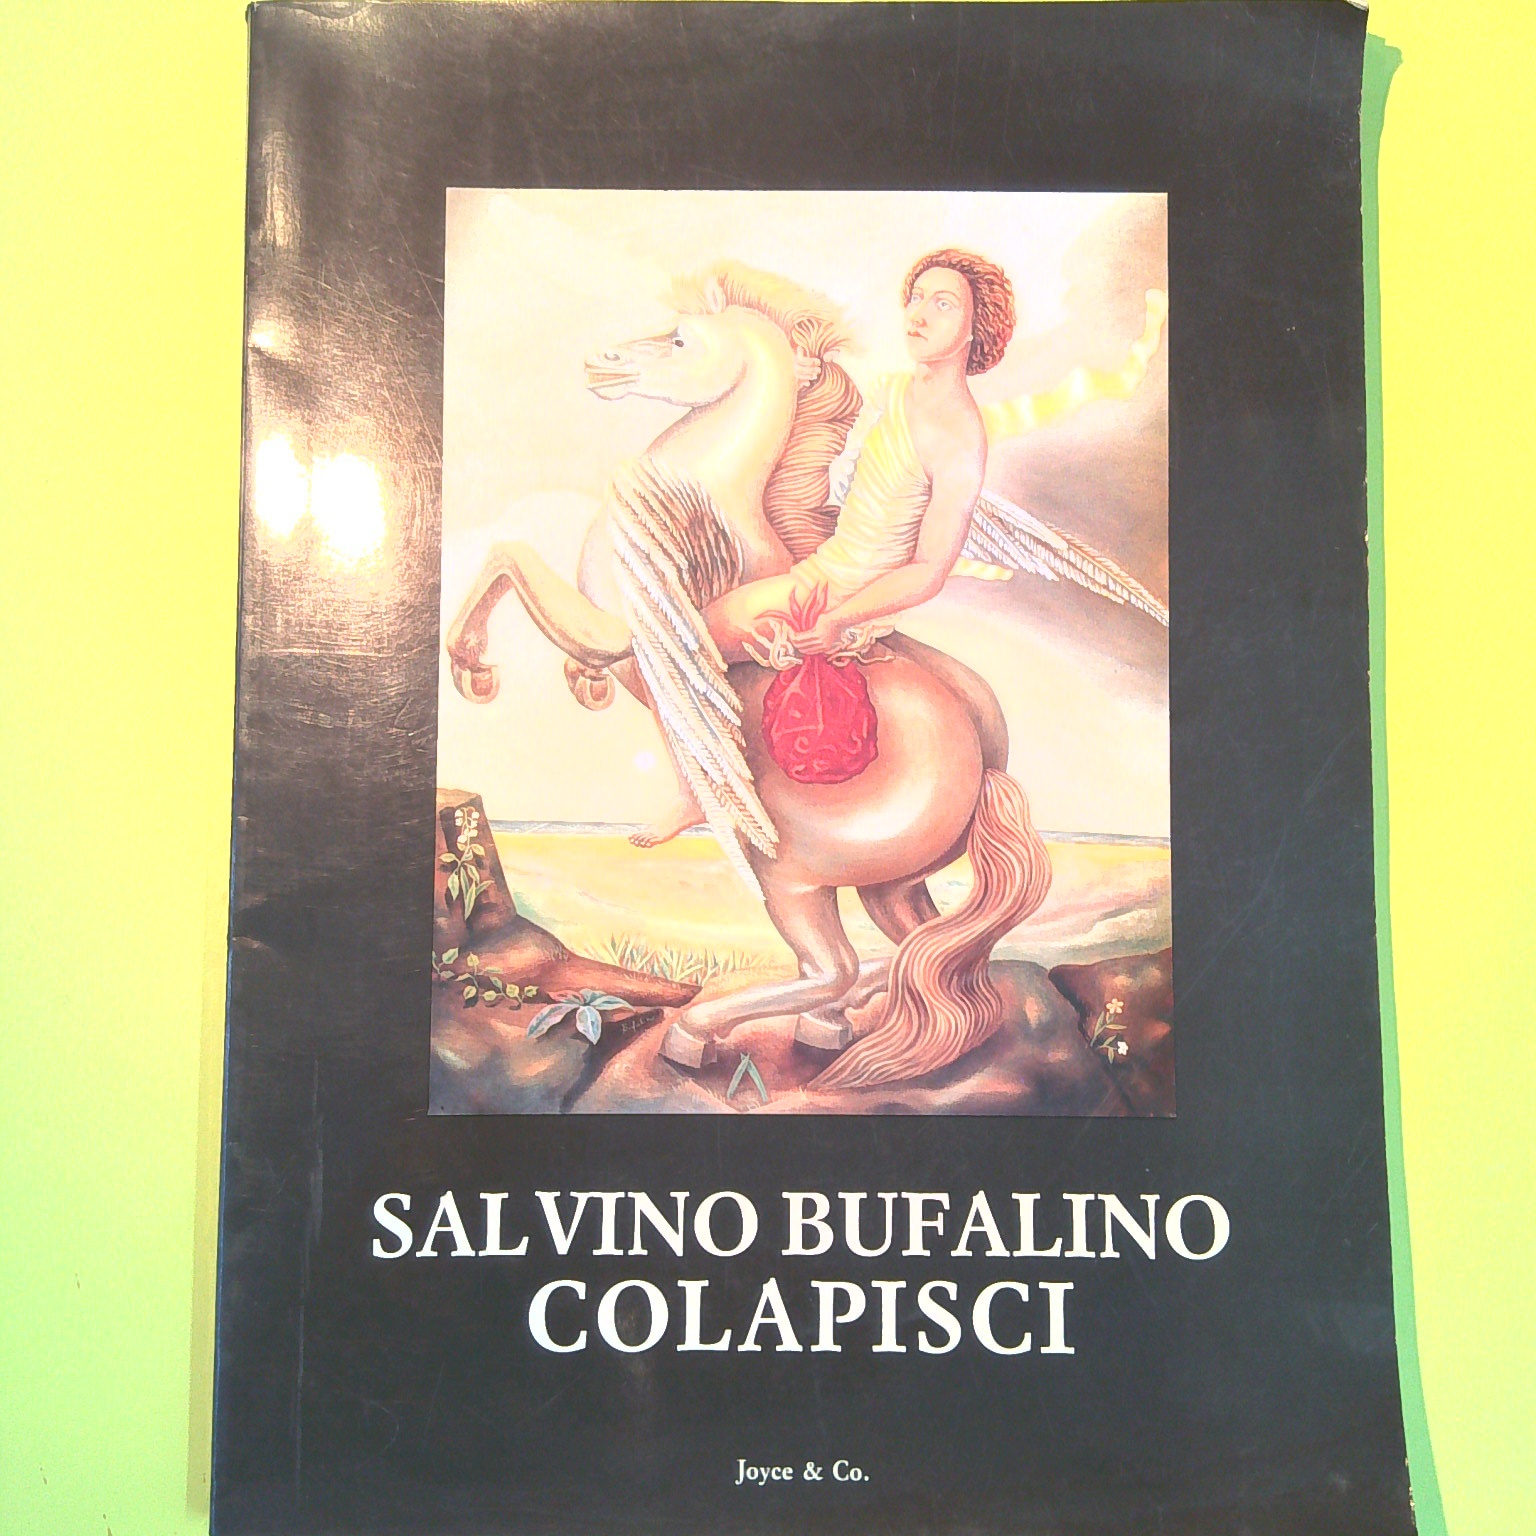 SALVINO BUFALINO
COLAPISCI
Joyce & Co.